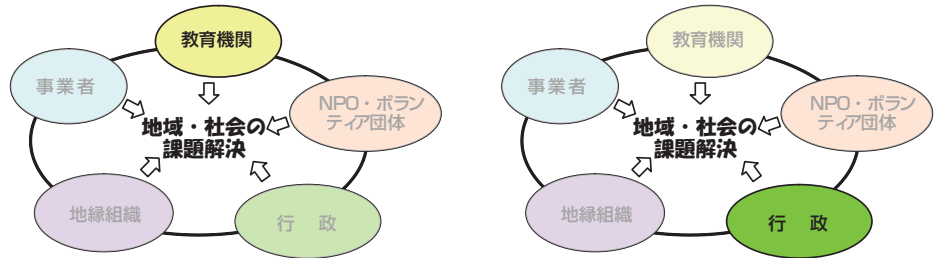 教育機関
事業者
NPO・ボラン
ティア団体
地域・社会の
課題解決
地縁組織
行 政
教育機関
事業者
NPO・ボラン
ティア団体
地域・社会の
課題解決
地縁組織
行 政